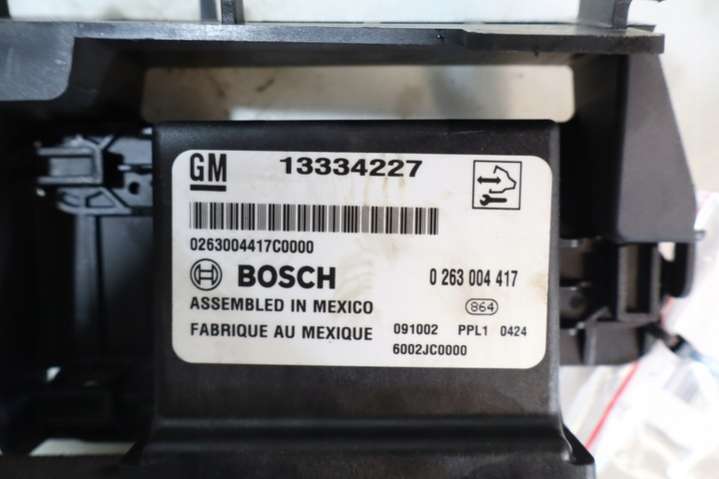 GM 13334227
0263004417C0000
BOSCH 0 263 004 417
ASSEMBLED IN MEXICO 864
FABRIQUE AU MEXIQUE 091002 PPL1 0424
6002JC0000